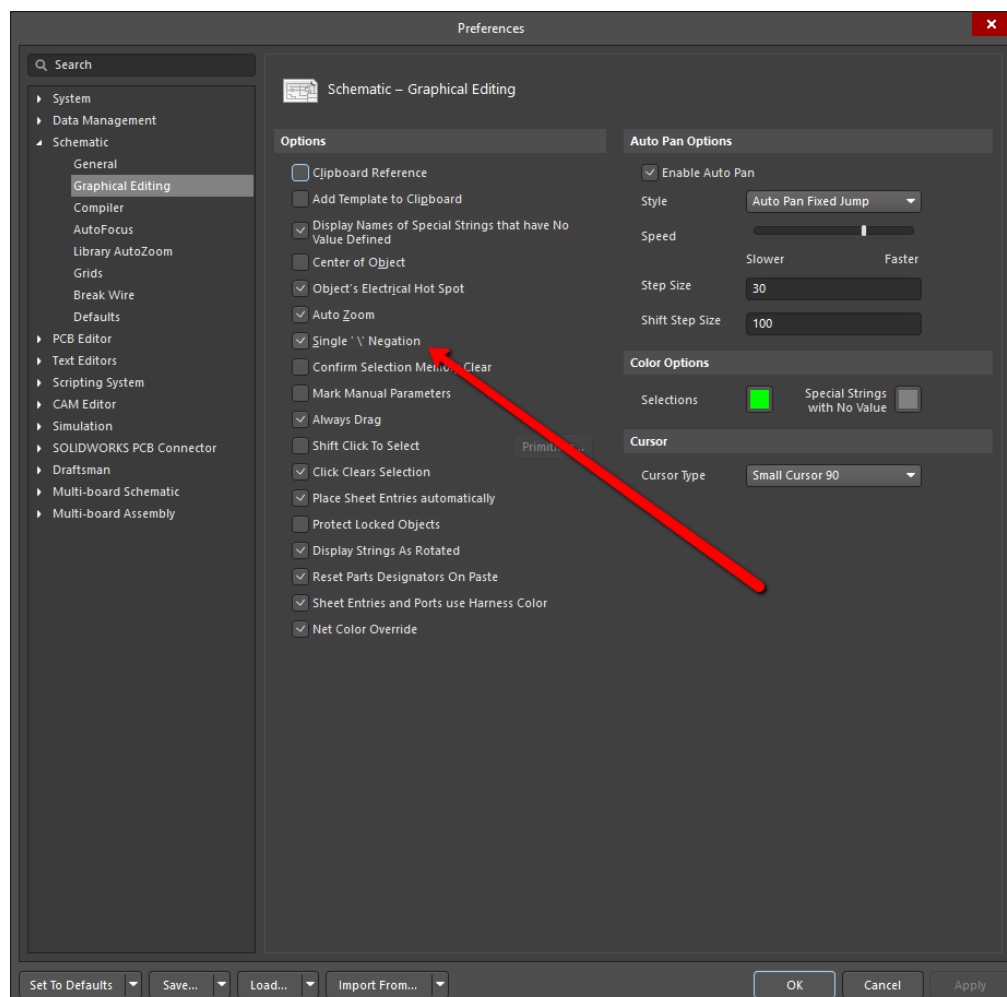 Preferences
Search
System
Data Management
Schematic
General
Graphical Editing
Compiler
AutoFocus
Library AutoZoom
Grids
Break Wire
Defaults
PCB Editor
Text Editors
Scripting System
CAM Editor
Simulation
SOLIDWORKS PCB Connector
Draftsman
Multi-board Schematic
Multi-board Assembly
Schematic – Graphical Editing
Options
Clipboard Reference
Add Template to Clipboard
Display Names of Special Strings that have No
Value Defined
Center of Object
Object's Electrical Hot Spot
Auto Zoom
Single '\' Negation
Confirm Selection Memory Clear
Mark Manual Parameters
Always Drag
Shift Click To Select
Click Clears Selection
Place Sheet Entries automatically
Protect Locked Objects
Display Strings As Rotated
Reset Parts Designators On Paste
Sheet Entries and Ports use Harness Color
Net Color Override
Auto Pan Options
Enable Auto Pan
Style Auto Pan Fixed Jump
Speed
Slower Faster
Step Size 30
Shift Step Size 100
Color Options
Selections
Special Strings
with No Value
Cursor
Cursor Type Small Cursor 90
Set To Defaults Save... Load... Import From... OK Cancel Apply